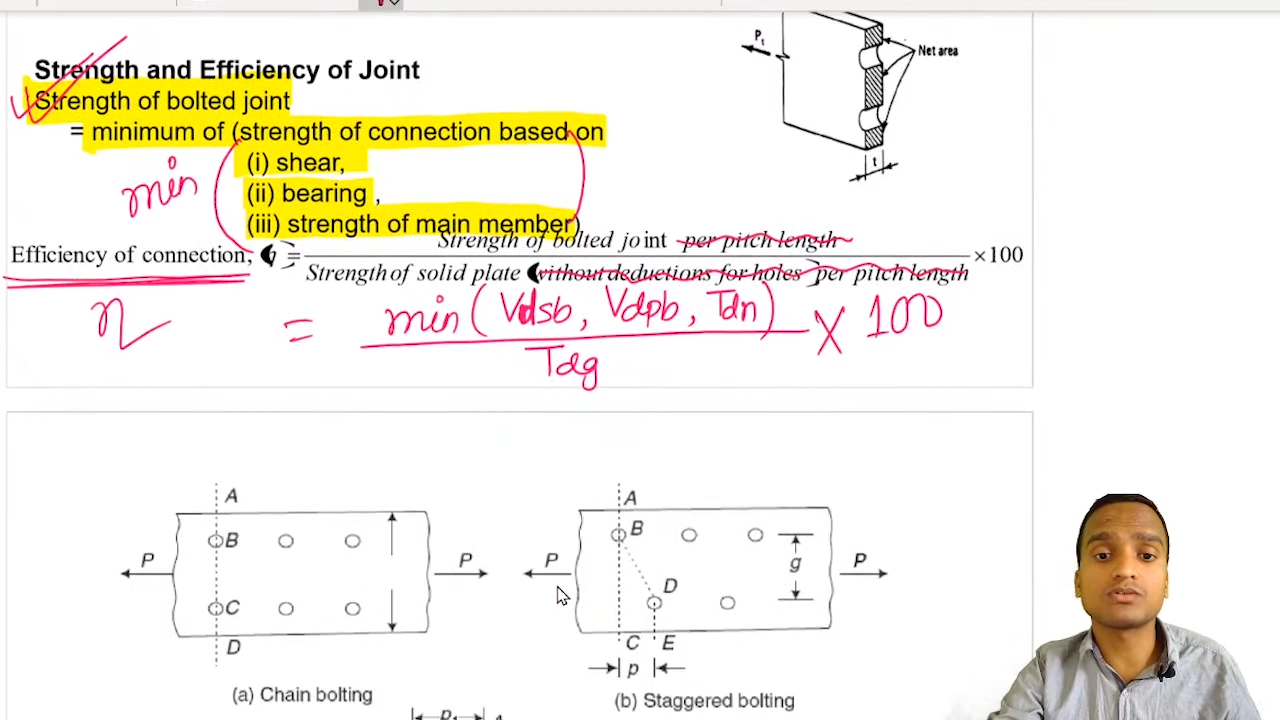 Pt
Net area
t
Strength and Efficiency of Joint
Strength of bolted joint
= minimum of (strength of connection based on
(i) shear,
(ii) bearing ,
(iii) strength of main member)
min
Efficiency of connection, η = Strength of bolted joint per pitch length
Strength of solid plate (without deductions for holes) per pitch length ×100
η = min (Vdsb, Vdpb, Tdn) X 100
Tdg
A
B
P
P
C
D
(a) Chain bolting
A
B
P
g
P
D
C E
p
(b) Staggered bolting